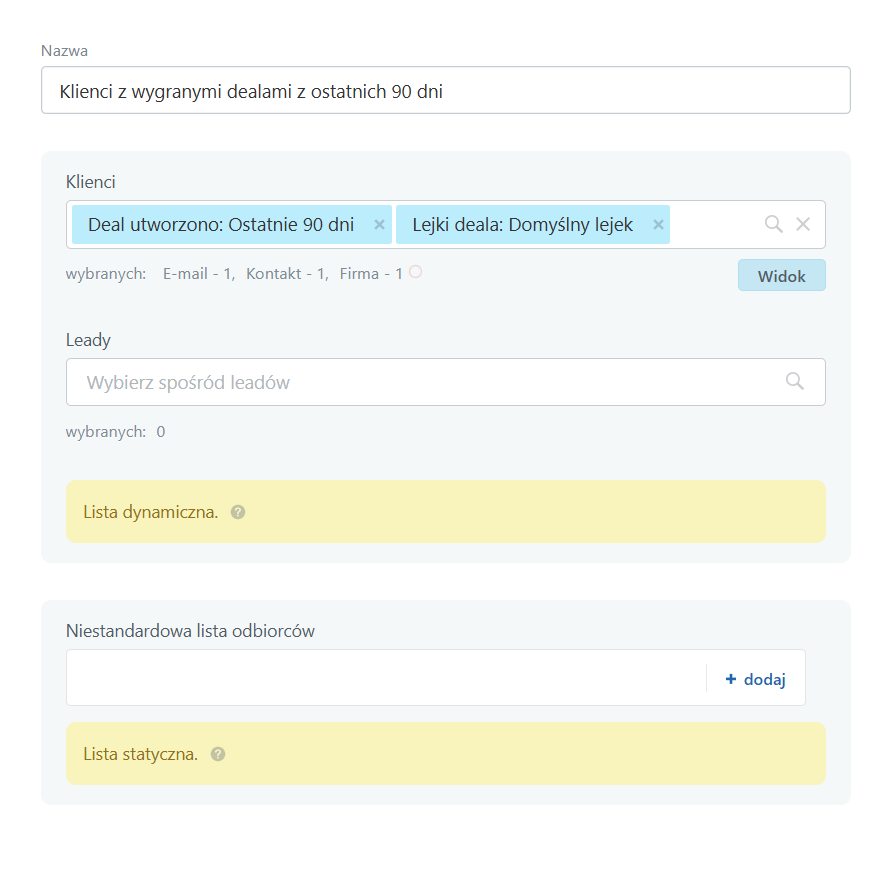 Nazwa
Klienci z wygranymi dealami z ostatnich 90 dni
Klienci
Deal utworzono: Ostatnie 90 dni × Lejki deala: Domyślny lejek ×
wybranych: E-mail - 1, Kontakt - 1, Firma - 1
Widok
Leady
Wybierz spośród leadów
wybranych: 0
Lista dynamiczna. ?
Niestandardowa lista odbiorców
+ dodaj
Lista statyczna. ?